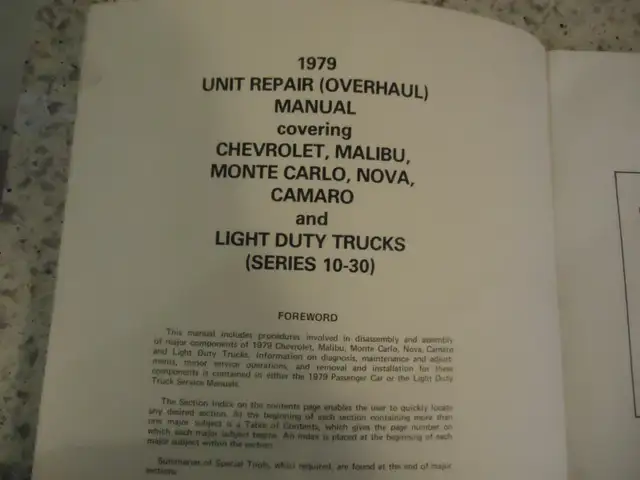 1979
UNIT REPAIR (OVERHAUL)
MANUAL
covering
CHEVROLET, MALIBU,
MONTE CARLO, NOVA,
CAMARO
and
LIGHT DUTY TRUCKS
(SERIES 10-30)
FOREWORD
This manual includes procedures involved in disassembly and assembly
of major components of 1979 Chevrolet, Malibu, Monte Carlo, Nova, Camaro
and Light Duty Trucks. Information on diagnosis, maintenance and adjust-
ments, minor service operations, and removal and installation for these
components is contained in either the 1979 Passenger Car or the Light Duty
Truck Service Manuals.
The Section Index on the contents page enables the user to quickly locate
any desired section. At the beginning of each section containing more than
one major subject is a Table of Contents, which gives the page number on
which each major subject begins. An index is placed at the beginning of each
major subject within the section.
Summaries of Special Tools, when required, are found at the end of major
sections.